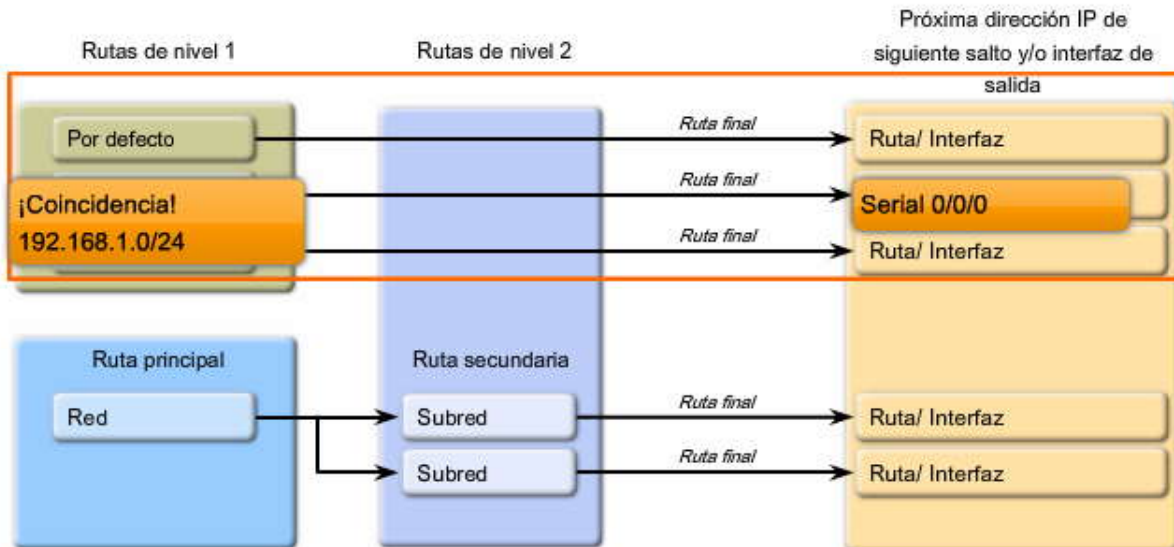 Rutas de nivel 1
Rutas de nivel 2
Próxima dirección IP de
siguiente salto y/o interfaz de
salida
Por defecto
Ruta final
Ruta/ Interfaz
¡Coincidencia!
192.168.1.0/24
Ruta final
Serial 0/0/0
Ruta final
Ruta/ Interfaz
Ruta principal
Ruta secundaria
Red
Subred
Ruta final
Ruta/ Interfaz
Subred
Ruta final
Ruta/ Interfaz